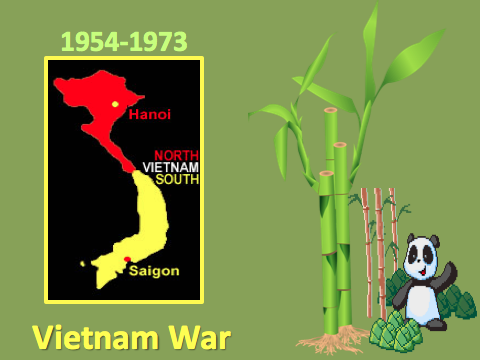 1954-1973
Hanoi
NORTH
VIETNAM
SOUTH
Saigon
Vietnam War